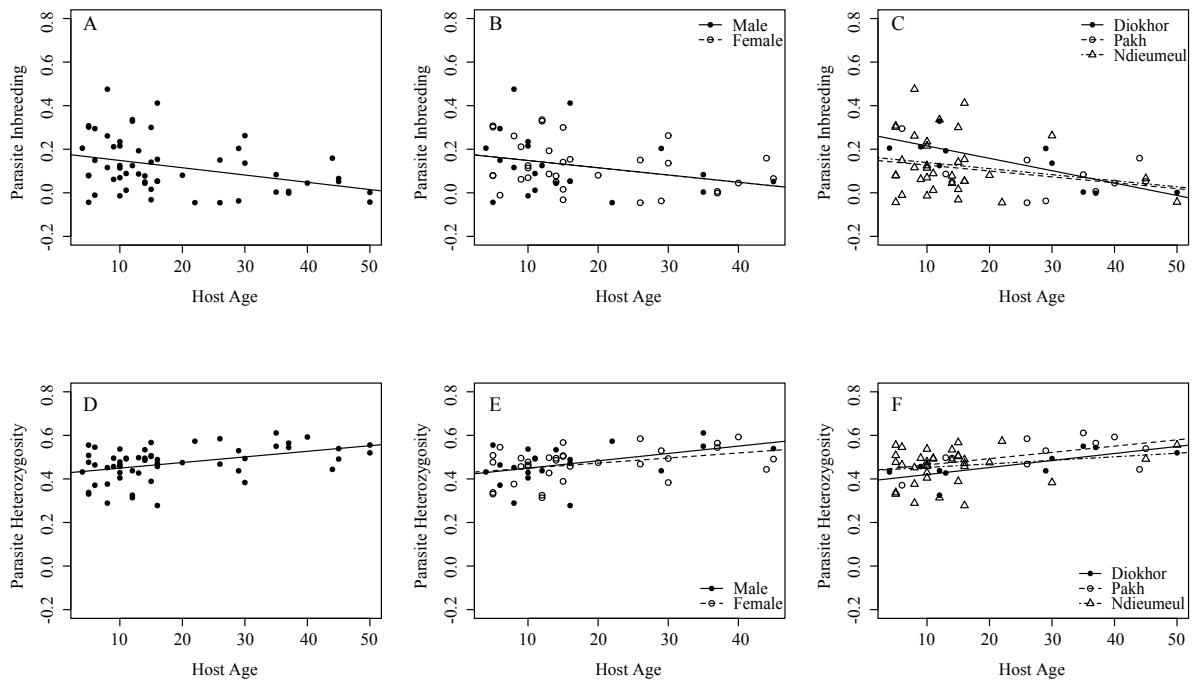 A
0.8
0.6
0.4
0.2
0.0
-0.2
Parasite Inbreeding
10 20 30 40 50
Host Age
B
Male
Female
0.8
0.6
0.4
0.2
0.0
-0.2
Parasite Inbreeding
10 20 30 40
Host Age
C
Diokhor
Pakh
Ndieumeul
0.8
0.6
0.4
0.2
0.0
-0.2
Parasite Inbreeding
10 20 30 40 50
Host Age
D
0.8
0.6
0.4
0.2
0.0
-0.2
Parasite Heterozygosity
10 20 30 40 50
Host Age
E
0.8
0.6
0.4
0.2
0.0
-0.2
Parasite Heterozygosity
Male
Female
10 20 30 40
Host Age
F
0.8
0.6
0.4
0.2
0.0
-0.2
Parasite Heterozygosity
Diokhor
Pakh
Ndieumeul
10 20 30 40 50
Host Age